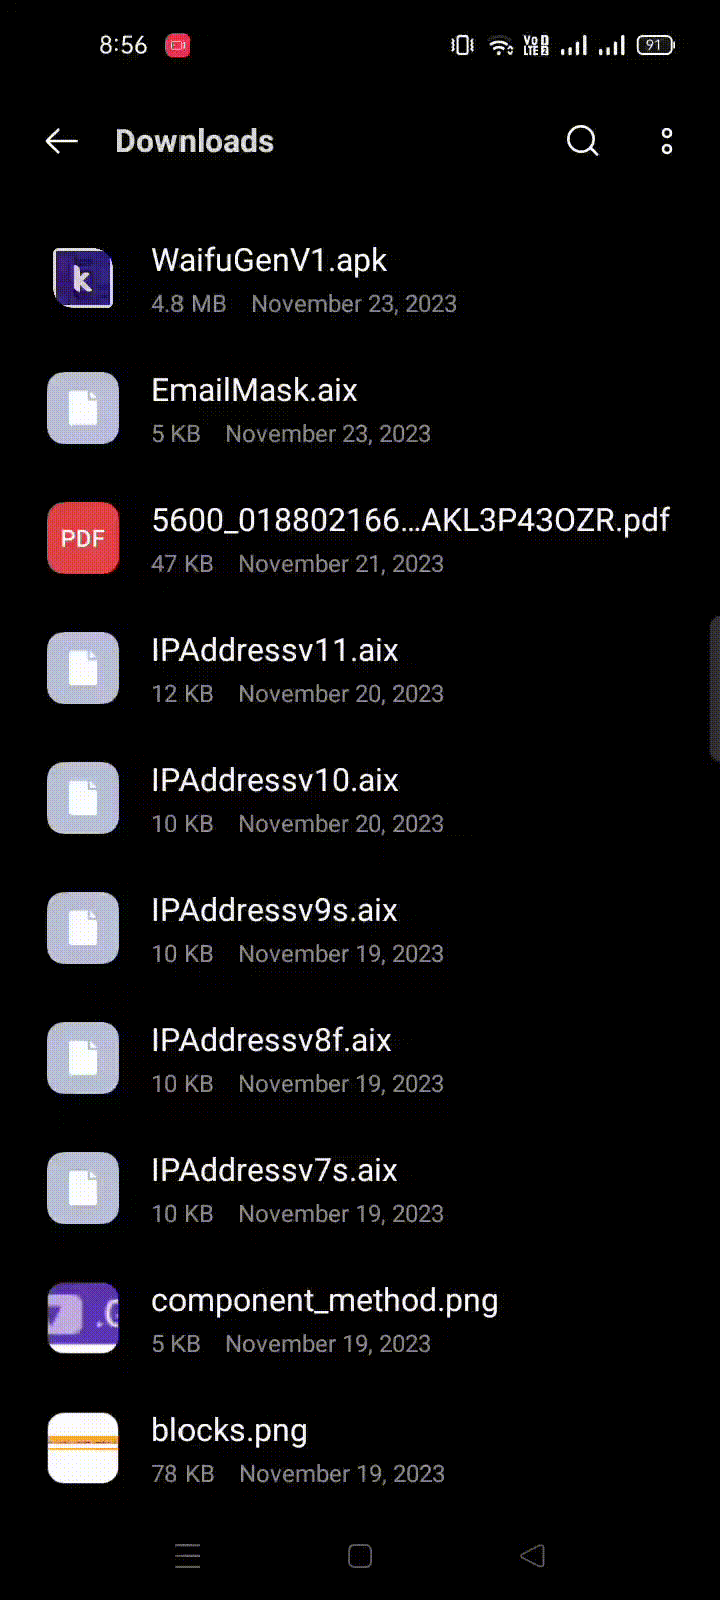 8:56
VoD
LTE 2
91
Downloads
WaifuGenV1.apk
4.8 MB November 23, 2023
k
EmailMask.aix
5 KB November 23, 2023
PDF
5600_018802166...AKL3P43OZR.pdf
47 KB November 21, 2023
IPAddressv11.aix
12 KB November 20, 2023
IPAddressv10.aix
10 KB November 20, 2023
IPAddressv9s.aix
10 KB November 19, 2023
IPAddressv8f.aix
10 KB November 19, 2023
IPAddressv7s.aix
10 KB November 19, 2023
component_method.png
5 KB November 19, 2023
blocks.png
78 KB November 19, 2023